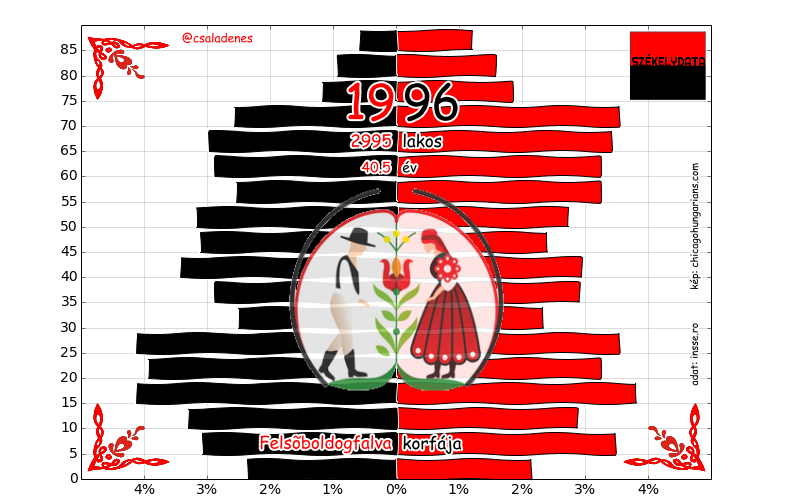 @csaladenes
SZÉKELYDATA
1996
2995 lakos
40.5 év
kép: chicagohungarians.com
adat: insse.ro
Felsőboldogfalva korfája
85
80
75
70
65
60
55
50
45
40
35
30
25
20
15
10
5
0
4% 3% 2% 1% 0% 1% 2% 3% 4%